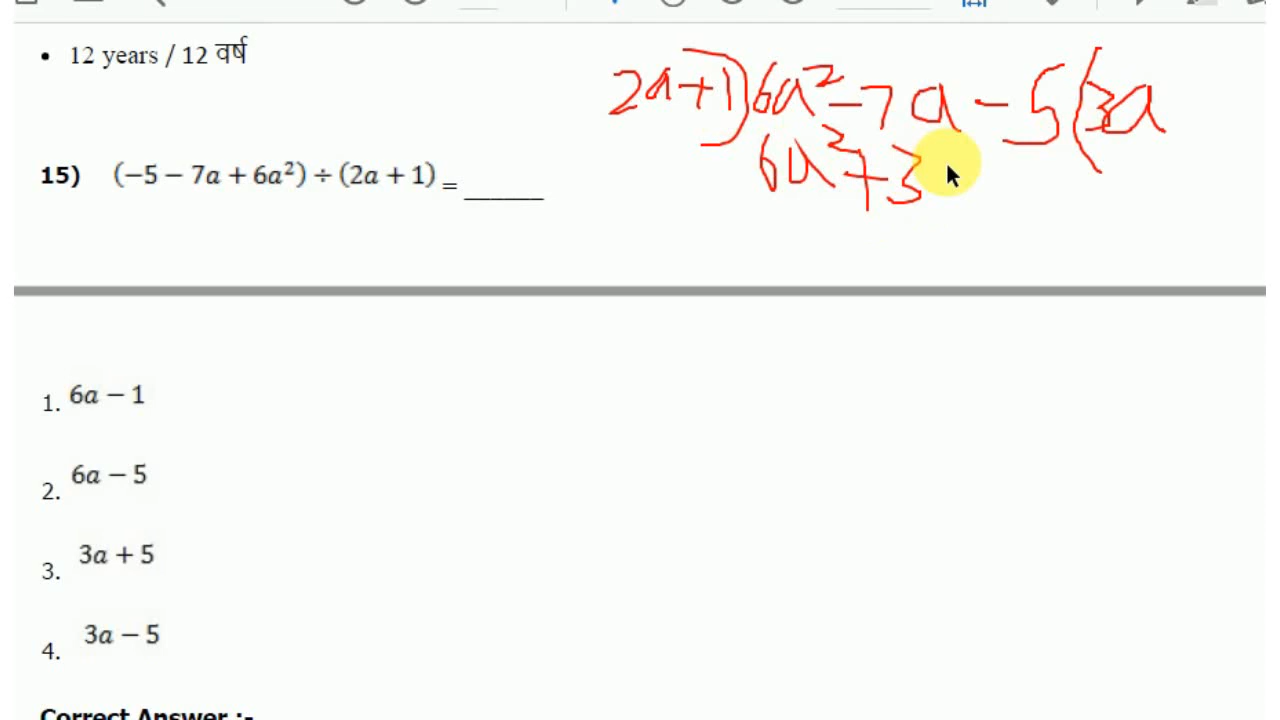 • 12 years / 12 वर्ष
2a+1)6a²-7a-5(3a
6a²+3
15) (−5 − 7a + 6a²) ÷ (2a + 1) = ______
1. 6a − 1
2. 6a − 5
3. 3a + 5
4. 3a − 5
Correct Answer :-